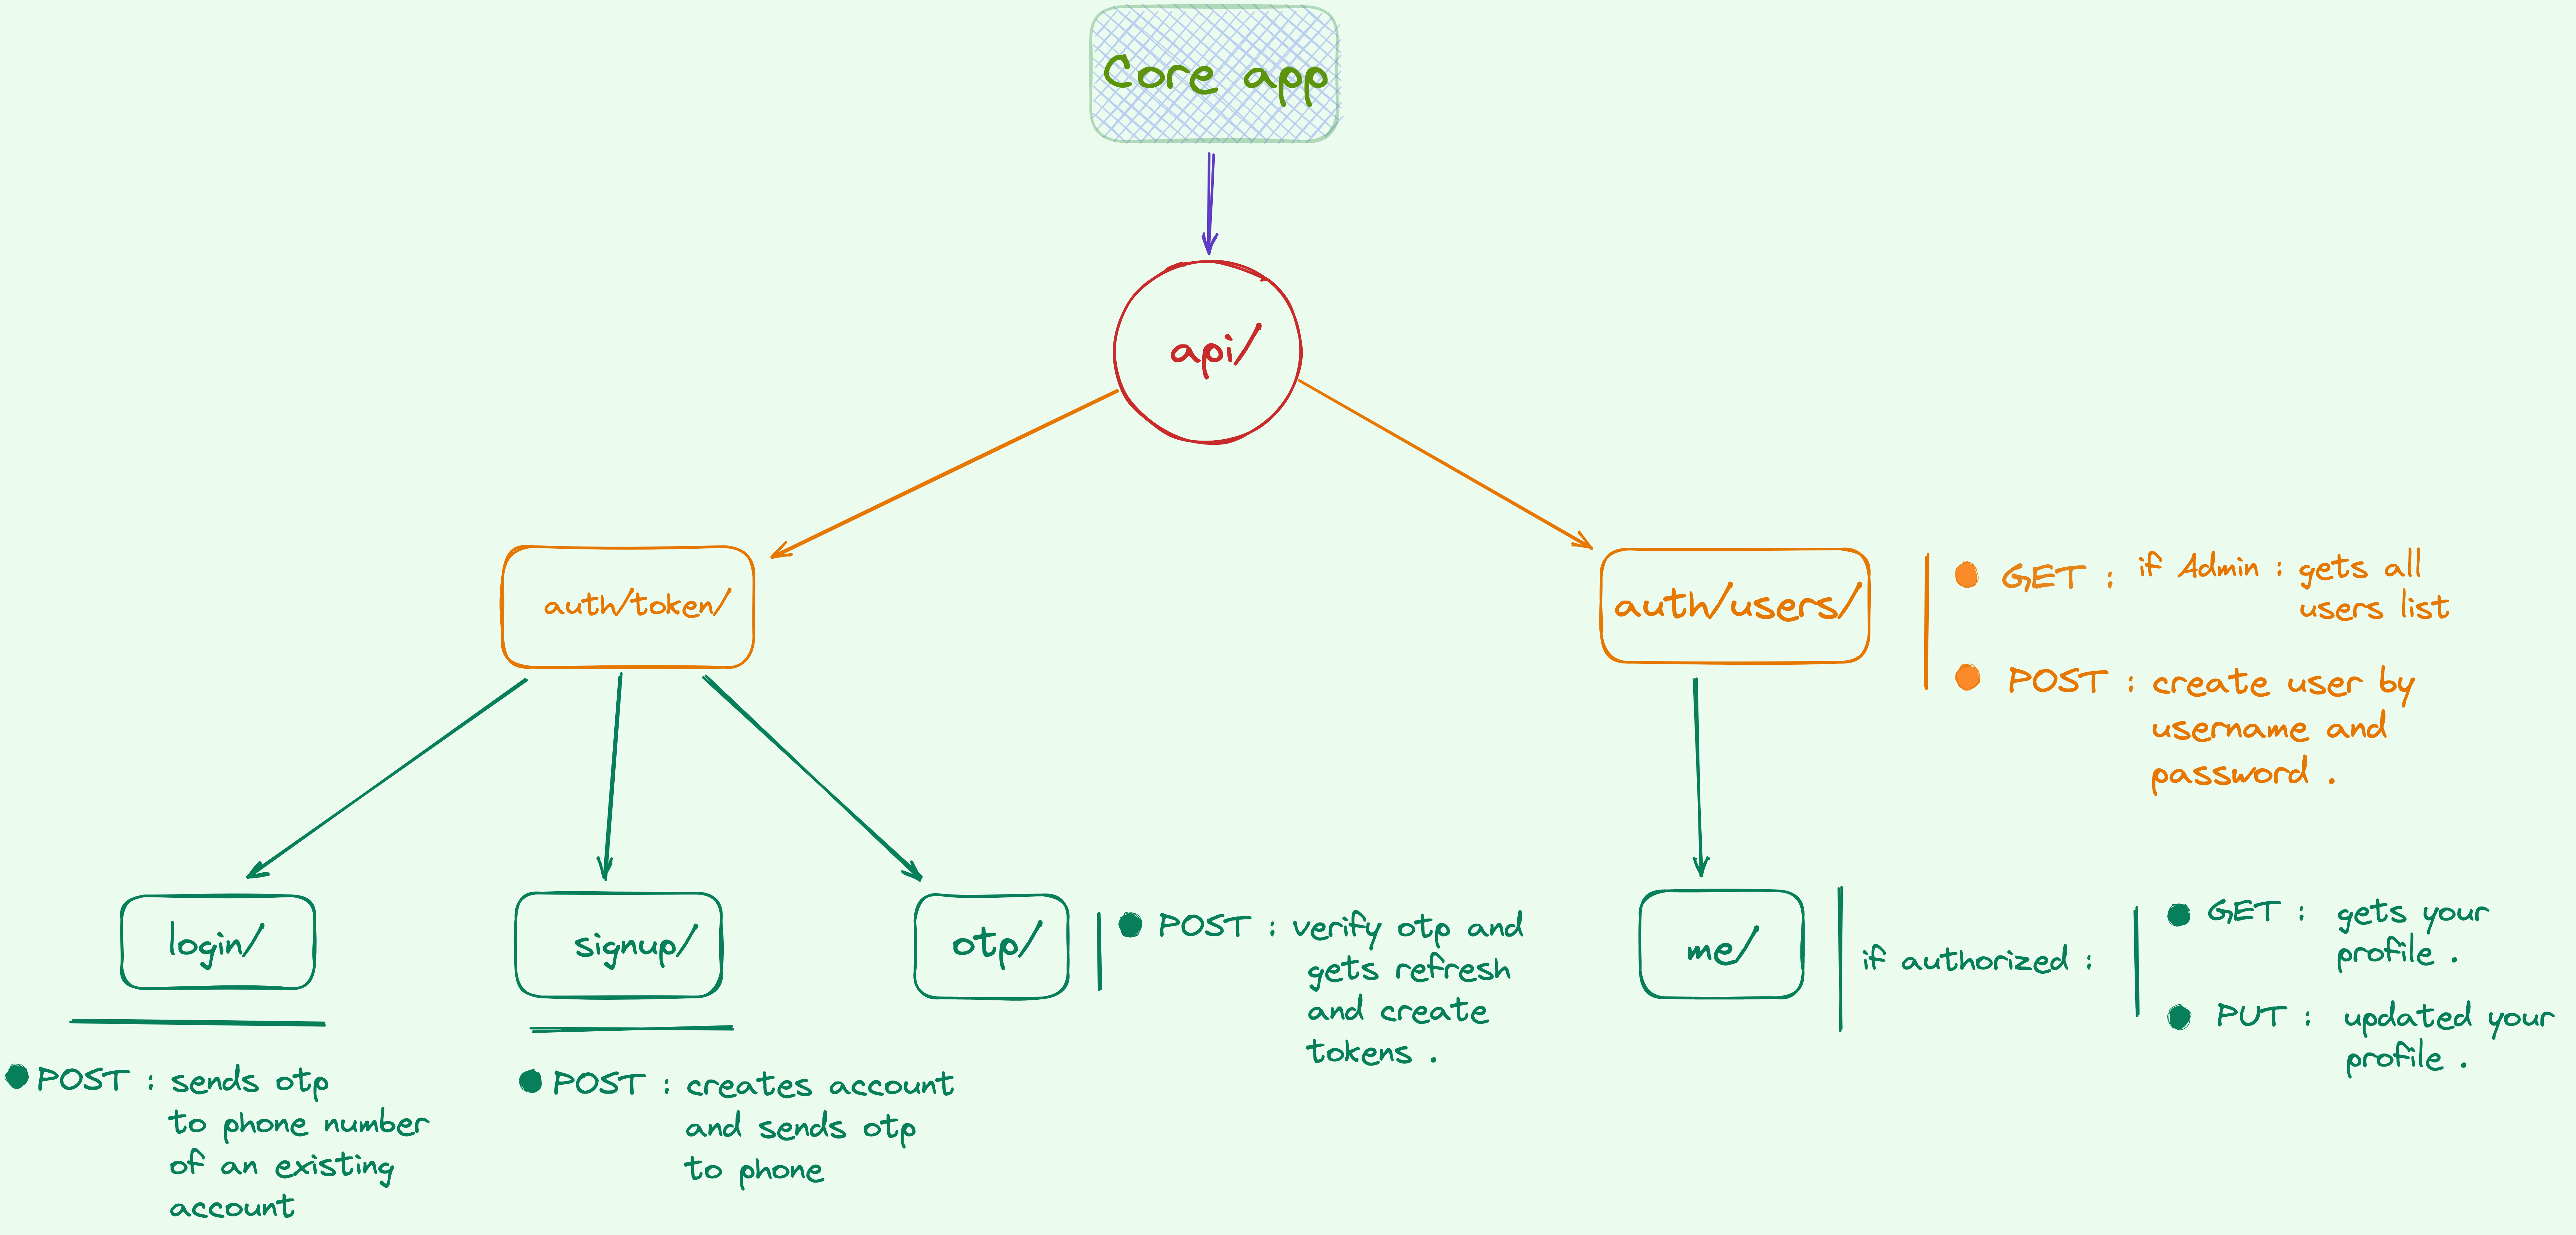 Core app
api/
auth/token/
auth/users/
GET : if Admin : gets all
users list
POST : create user by
username and
password .
login/
POST : sends otp
to phone number
of an existing
account
signup/
POST : creates account
and sends otp
to phone
otp/
POST : verify otp and
gets refresh
and create
tokens .
me/
if authorized :
GET : gets your
profile .
PUT : updated your
profile .